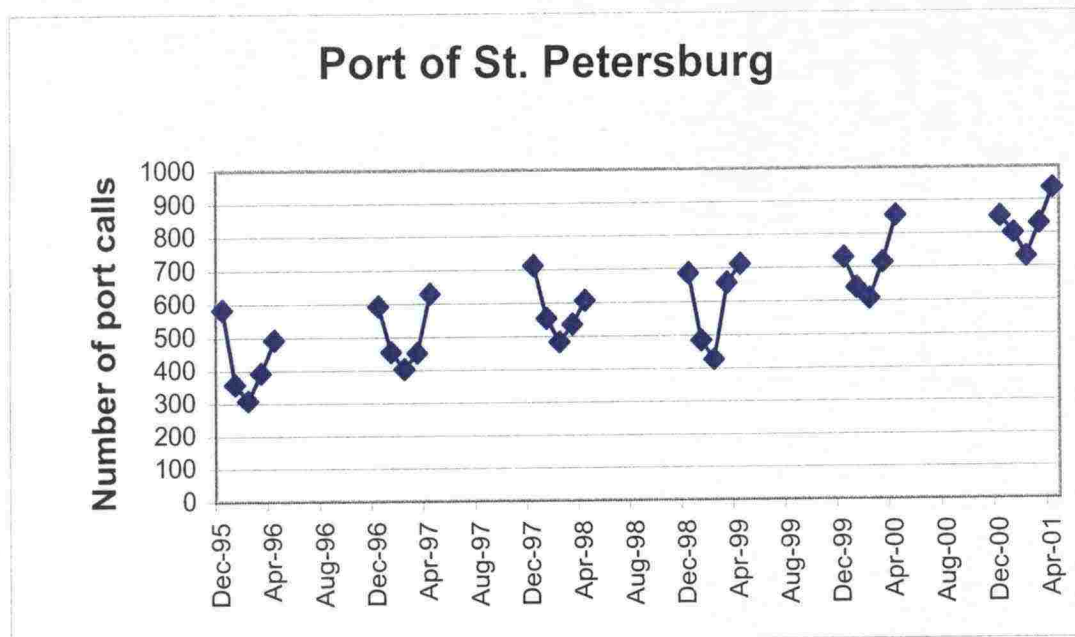 Port of St. Petersburg
Number of port calls
1000
900
800
700
600
500
400
300
200
100
0
Dec-95
Apr-96
Aug-96
Dec-96
Apr-97
Aug-97
Dec-97
Apr-98
Aug-98
Dec-98
Apr-99
Aug-99
Dec-99
Apr-00
Aug-00
Dec-00
Apr-01